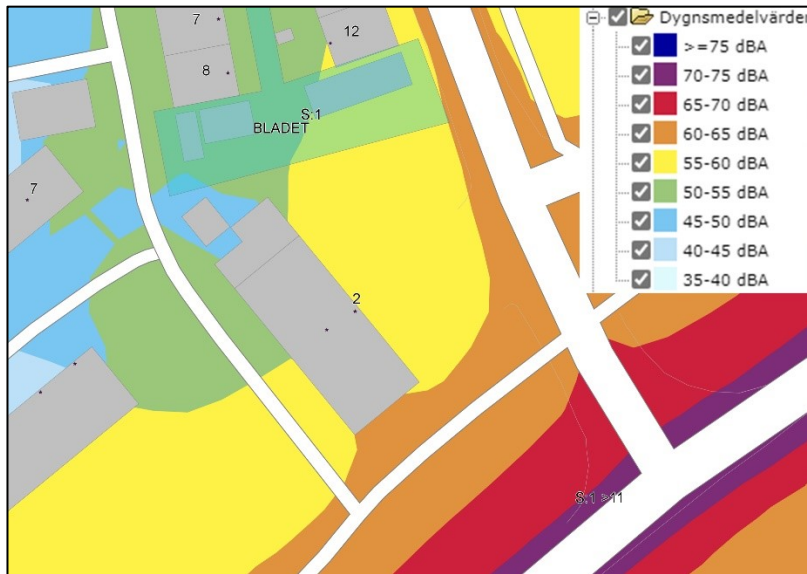 7
12
8
S:1
BLADET
7
2
S:1 >11
Dygnsmedelvärden
>=75 dBA
70-75 dBA
65-70 dBA
60-65 dBA
55-60 dBA
50-55 dBA
45-50 dBA
40-45 dBA
35-40 dBA